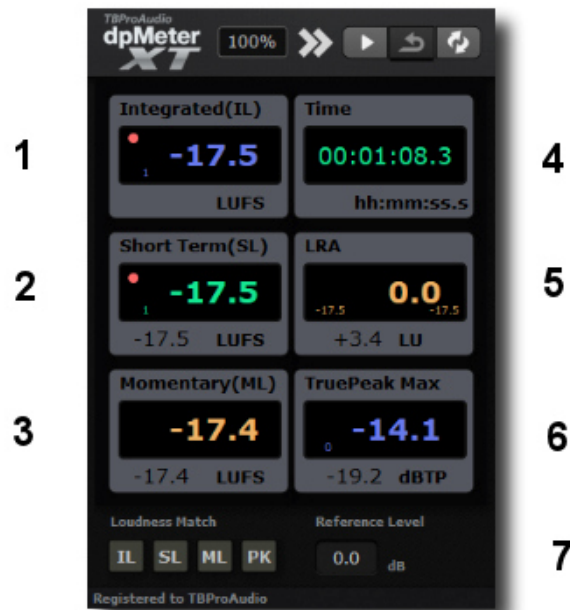 TBProAudio
dpMeter
XT
100%
Integrated(IL)
1
-17.5
1
LUFS
Time
00:01:08.3
hh:mm:ss.s
4
Short Term(SL)
2
-17.5
1
-17.5 LUFS
LRA
0.0
-17.5 -17.5
+3.4 LU
5
Momentary(ML)
3
-17.4
-17.4 LUFS
TruePeak Max
-14.1
0
-19.2 dBTP
6
Loudness Match
IL SL ML PK
Reference Level
0.0 dB
7
Registered to TBProAudio